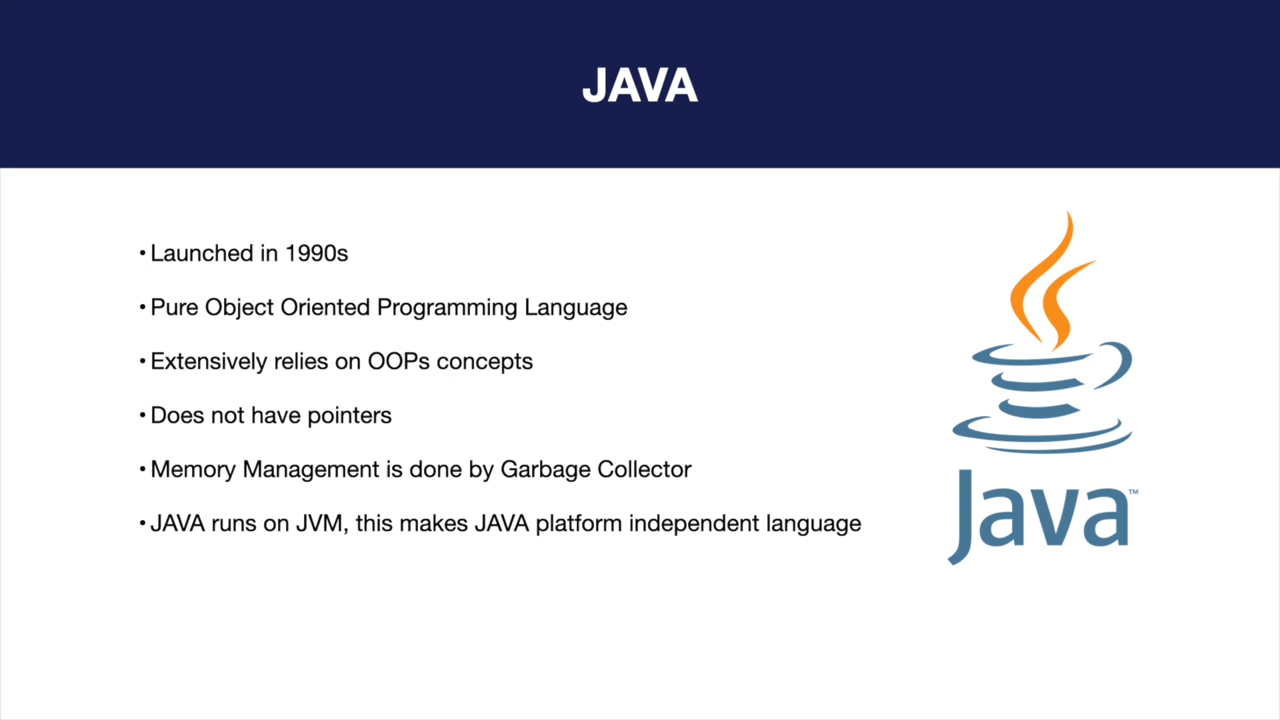 JAVA
• Launched in 1990s
• Pure Object Oriented Programming Language
• Extensively relies on OOPs concepts
• Does not have pointers
• Memory Management is done by Garbage Collector
• JAVA runs on JVM, this makes JAVA platform independent language
Java™